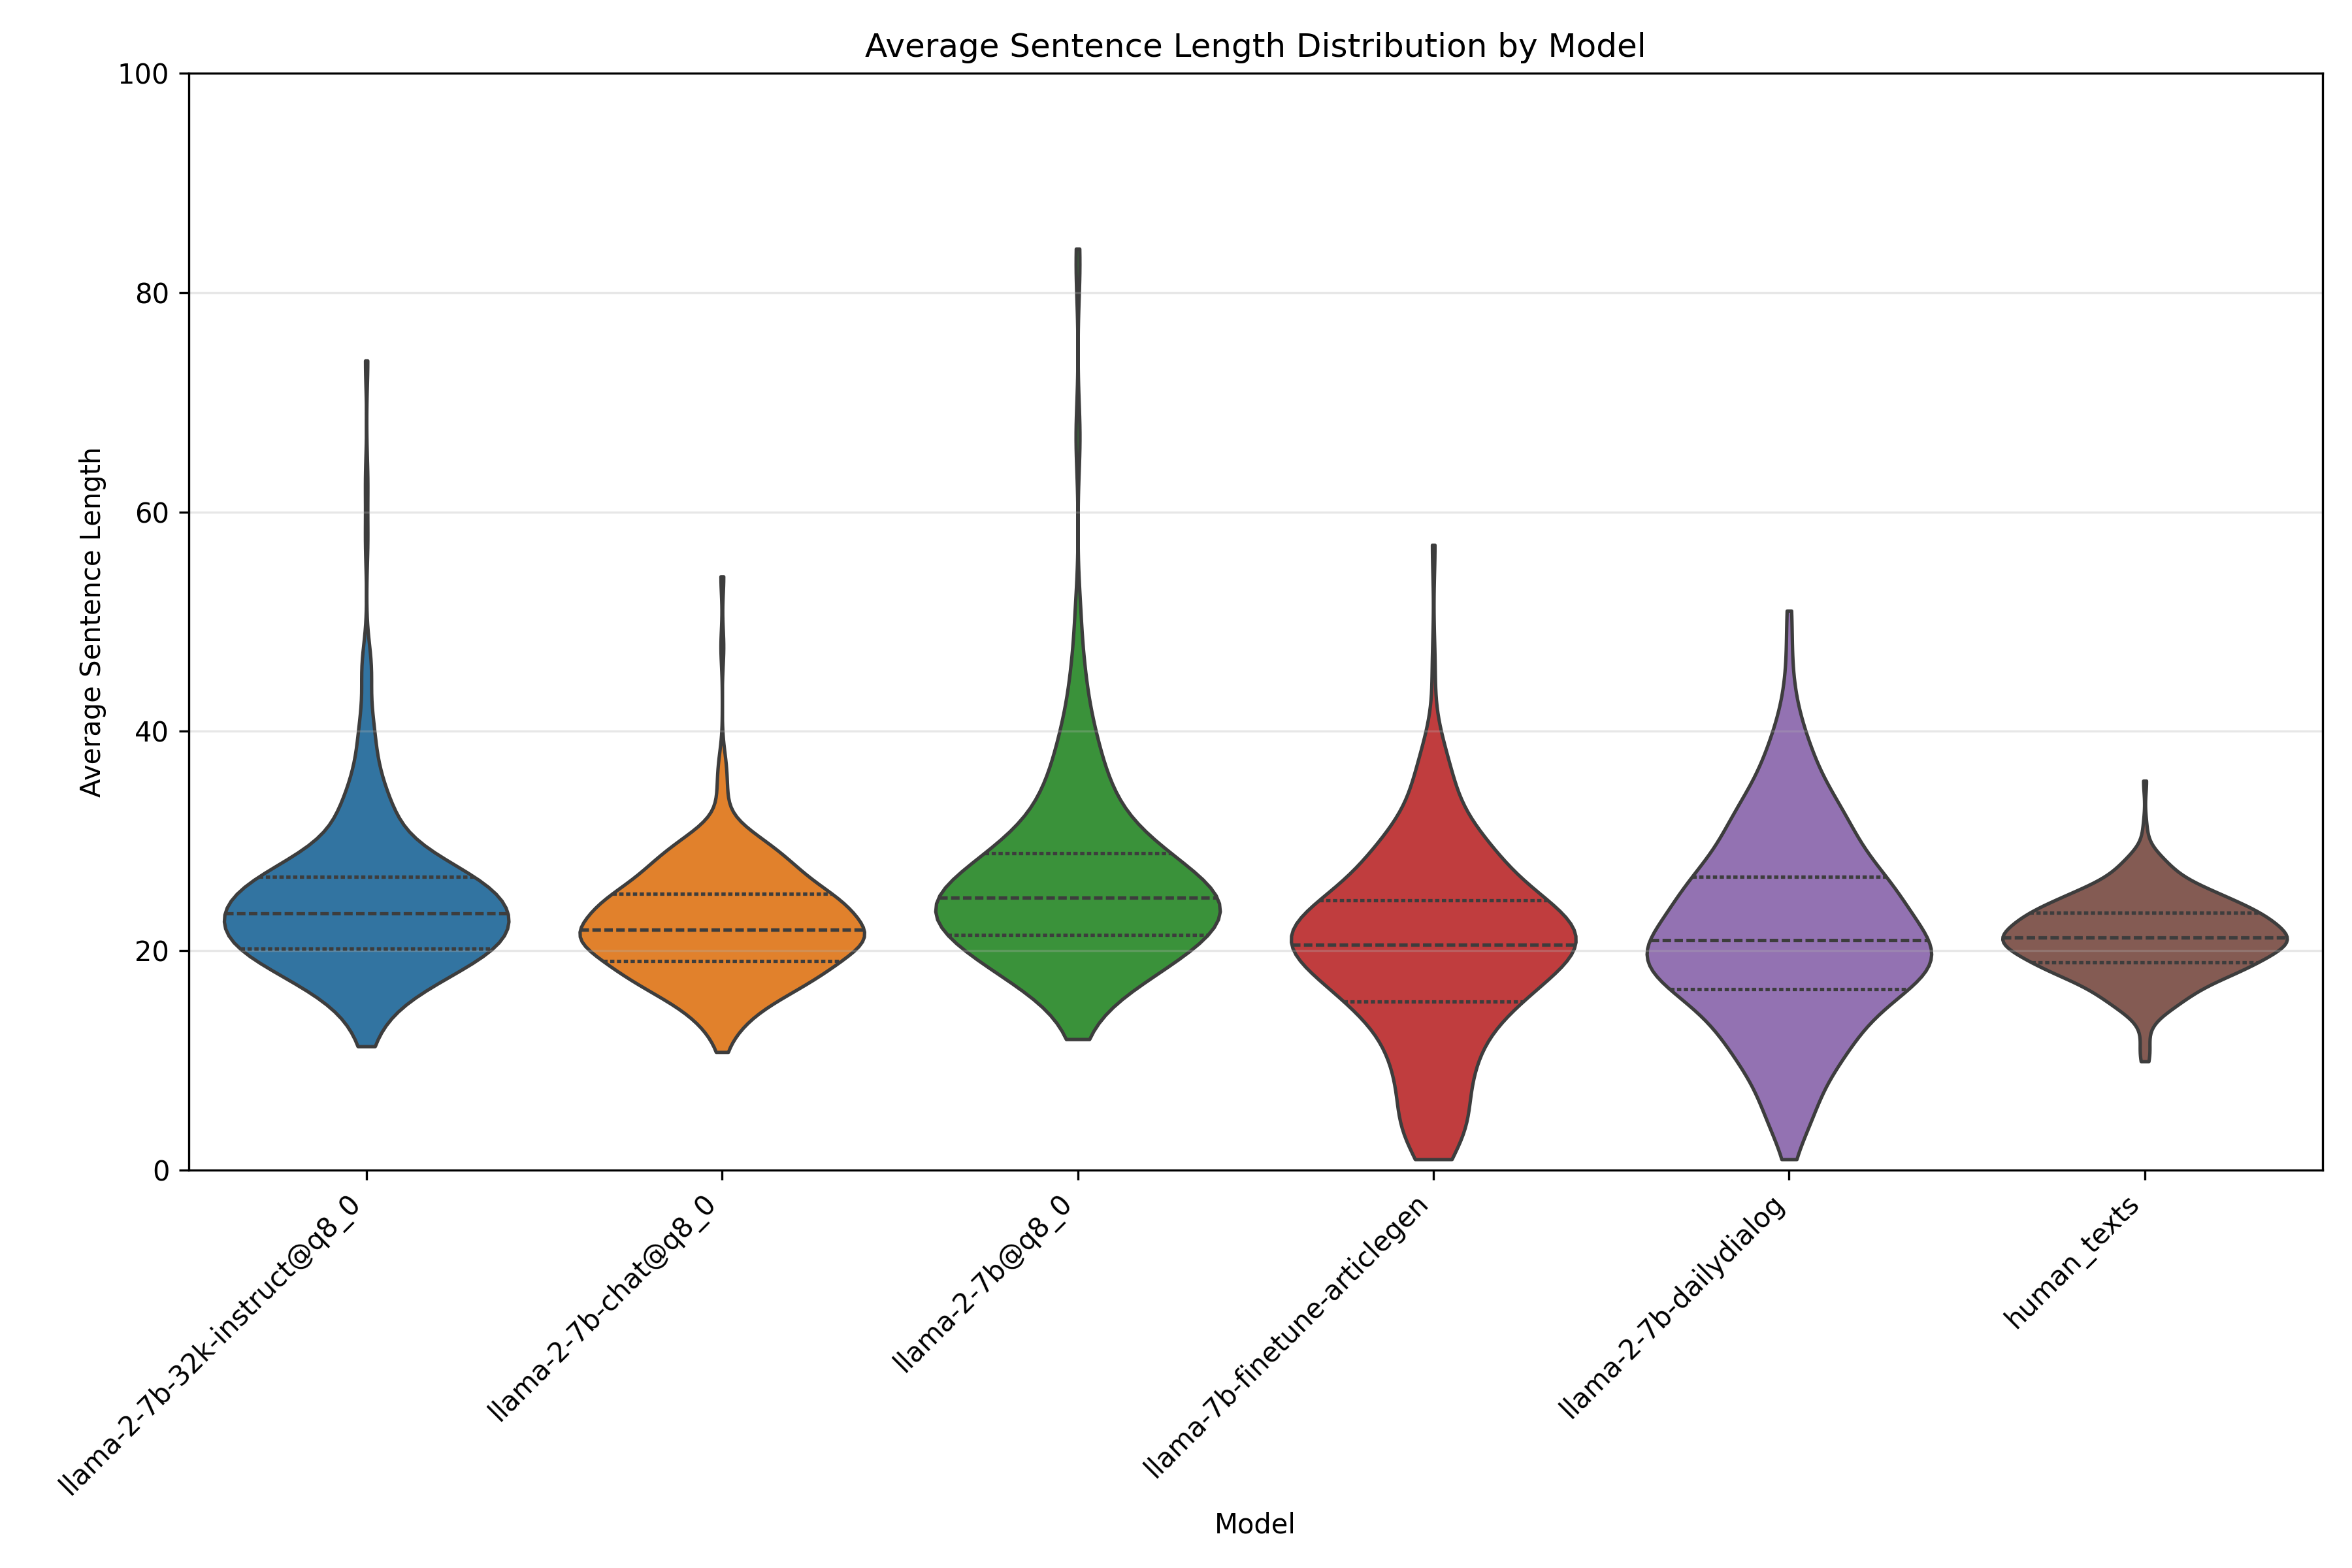 Average Sentence Length Distribution by Model
Average Sentence Length
100
80
60
40
20
0
llama-2-7b-32k-instruct@q8_0
llama-2-7b-chat@q8_0
llama-2-7b@q8_0
llama-7b-finetune-articlegen
llama-2-7b-dailydialog
human_texts
Model